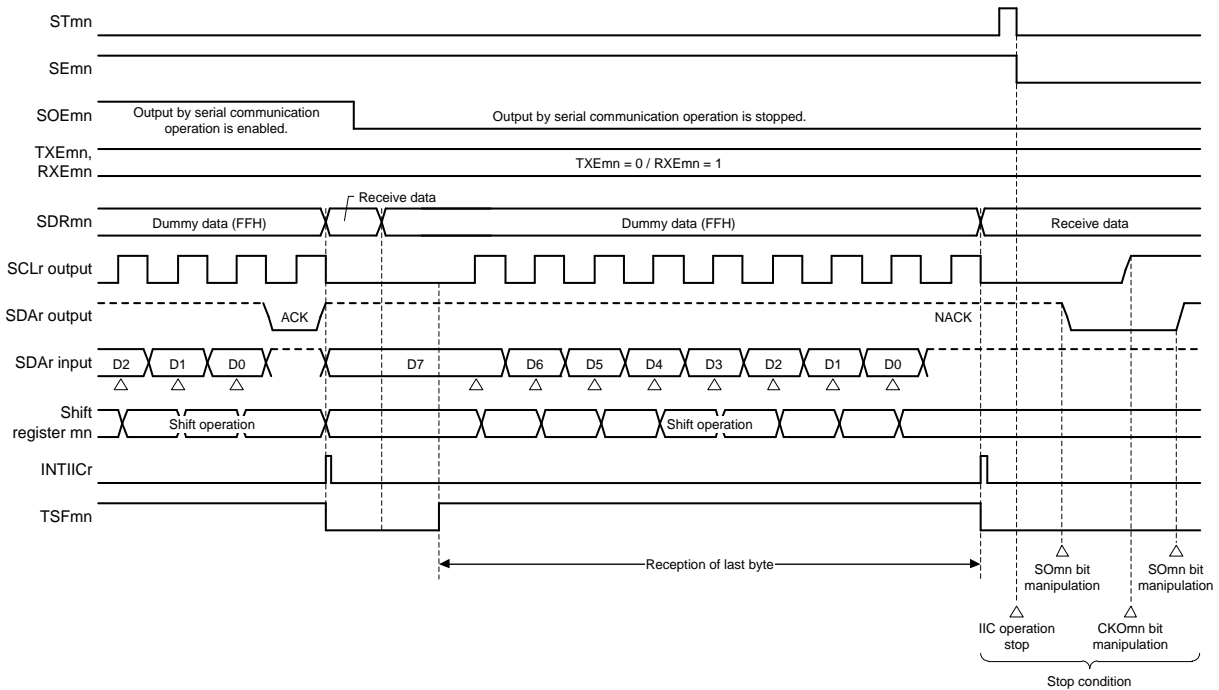 STmn
SEmn
SOEmn
Output by serial communication
operation is enabled.
Output by serial communication operation is stopped.
TXEmn,
RXEmn
TXEmn = 0 / RXEmn = 1
Receive data
SDRmn
Dummy data (FFH)
Dummy data (FFH)
Receive data
SCLr output
SDAr output
ACK
NACK
SDAr input
D2
D1
D0
D7
D6
D5
D4
D3
D2
D1
D0
Shift
register mn
Shift operation
Shift operation
INTIICr
TSFmn
Reception of last byte
SOmn bit
manipulation
SOmn bit
manipulation
IIC operation
stop
CKOmn bit
manipulation
Stop condition